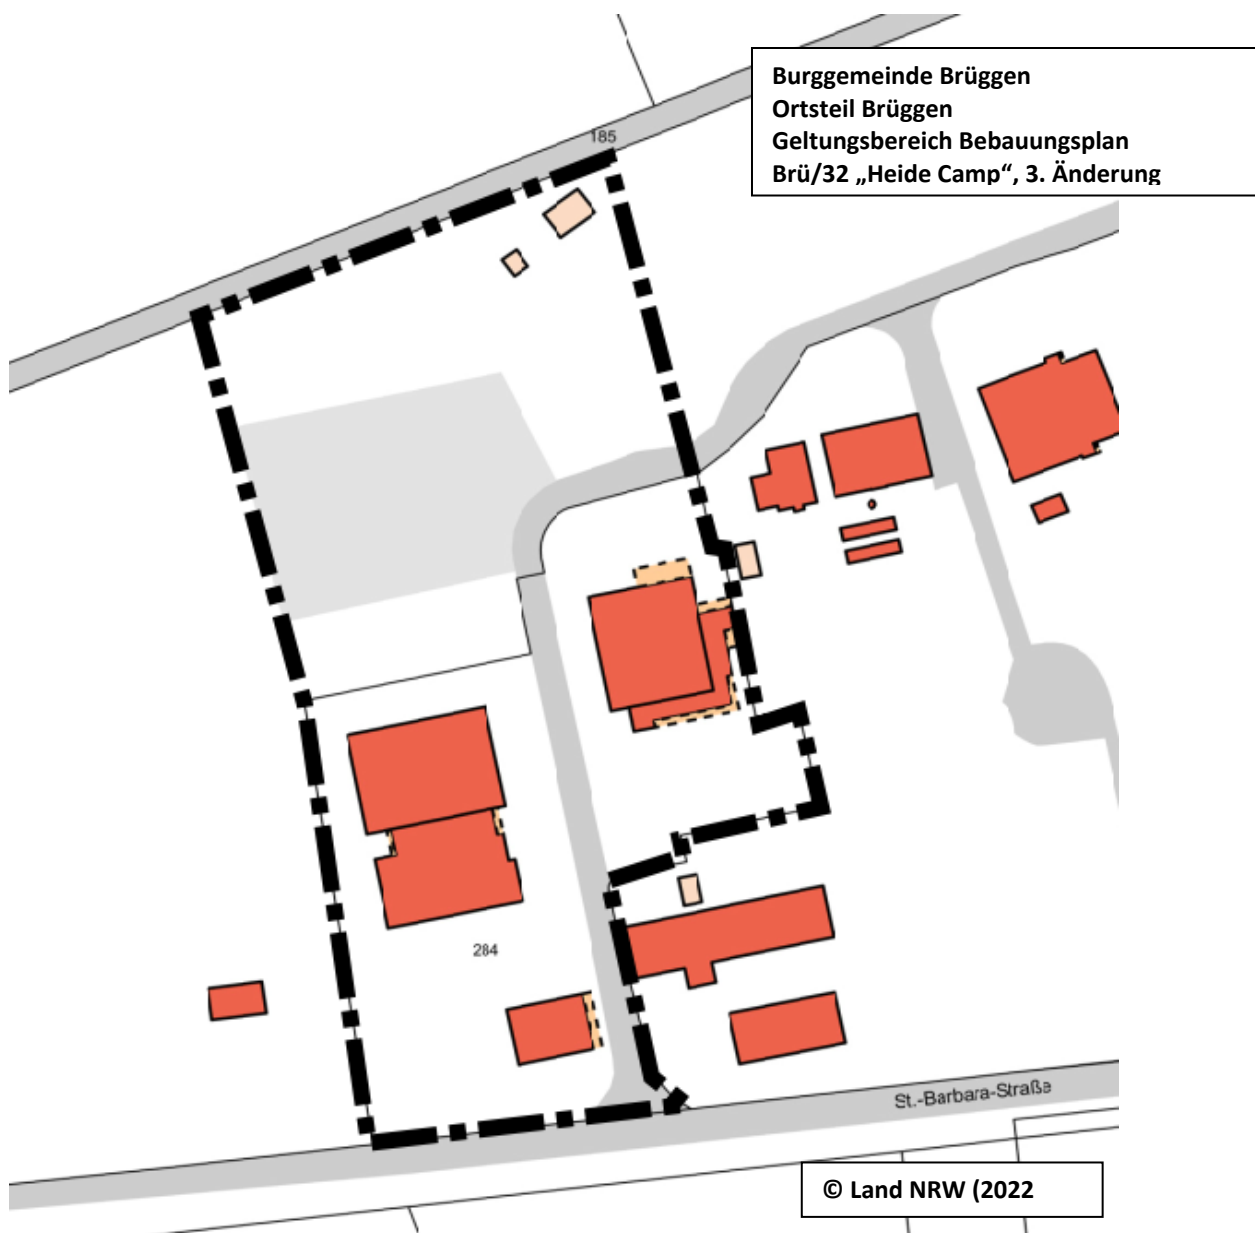 Burggemeinde Brüggen
Ortsteil Brüggen
Geltungsbereich Bebauungsplan
Brü/32 „Heide Camp“, 3. Änderung
185
284
St.-Barbara-Straße
© Land NRW (2022